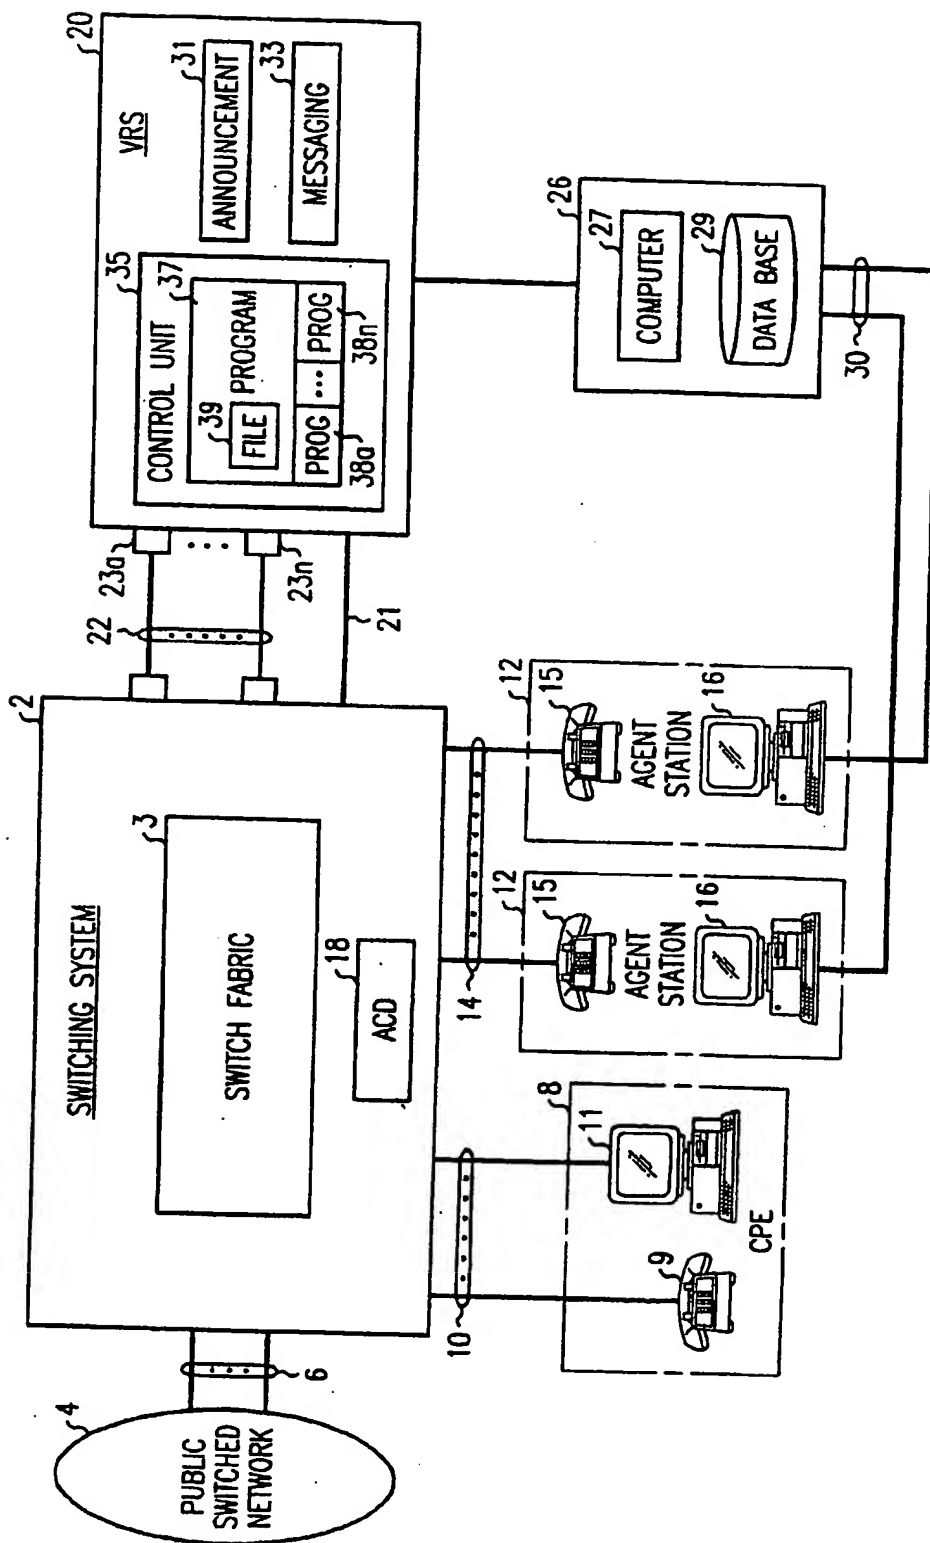 4
PUBLIC
SWITCHED
NETWORK
6
2
SWITCHING SYSTEM
3
SWITCH FABRIC
18
ACD
22
23a
23n
21
20
VRS
35
CONTROL UNIT
37
39
FILE
PROGRAM
PROG
...
PROG
38a
38n
31
ANNOUNCEMENT
33
MESSAGING
10
8
9
11
CPE
14
12
15
AGENT
STATION
16
12
15
AGENT
STATION
16
26
27
COMPUTER
29
DATA BASE
30